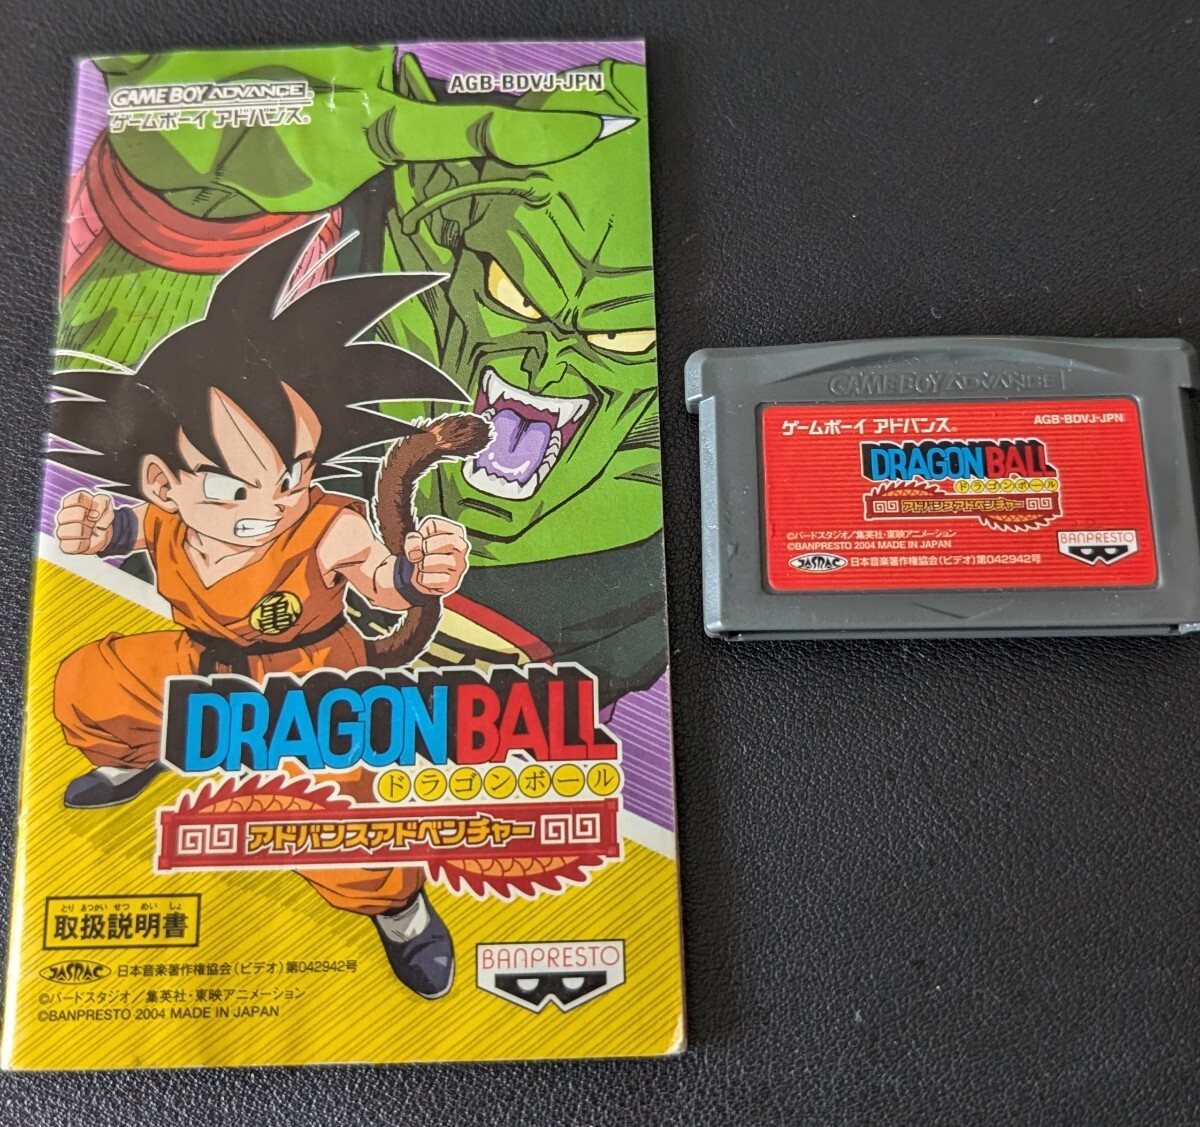 GAME BOY ADVANCE®
ゲームボーイ アドバンス®
AGB-BDVJ-JPN
亀
DRAGON BALL
ドラゴンボール
アドバンスアドベンチャー
とり あつかい せつ めい しょ
取扱説明書
JASRAC 日本音楽著作権協会(ビデオ)第042942号
©バードスタジオ/集英社・東映アニメーション
©BANPRESTO 2004 MADE IN JAPAN
BANPRESTO
GAME BOY ADVANCE
ゲームボーイ アドバンス®
AGB-BDVJ-JPN
DRAGON BALL
ドラゴンボール
アドバンスアドベンチャー
©バードスタジオ/集英社・東映アニメーション
©BANPRESTO 2004 MADE IN JAPAN
JASRAC 日本音楽著作権協会(ビデオ)第042942号
BANPRESTO